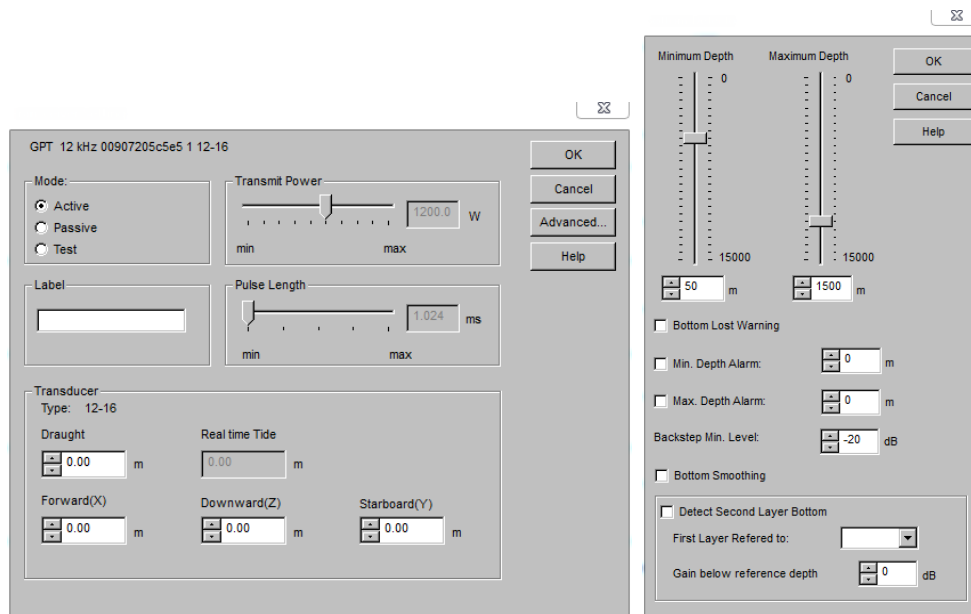 GPT 12 kHz 00907205c5e5 1 12-16
OK
Cancel
Advanced...
Help
Mode:
Active
Passive
Test
Transmit Power
1200.0 W
min max
Label
Pulse Length
1.024 ms
min max
Transducer
Type: 12-16
Draught
0.00 m
Real time Tide
0.00 m
Forward(X)
0.00 m
Downward(Z)
0.00 m
Starboard(Y)
0.00 m
Minimum Depth
0
15000
50 m
Maximum Depth
0
15000
1500 m
OK
Cancel
Help
Bottom Lost Warning
Min. Depth Alarm: 0 m
Max. Depth Alarm: 0 m
Backstep Min. Level: -20 dB
Bottom Smoothing
Detect Second Layer Bottom
First Layer Refered to:
Gain below reference depth 0 dB